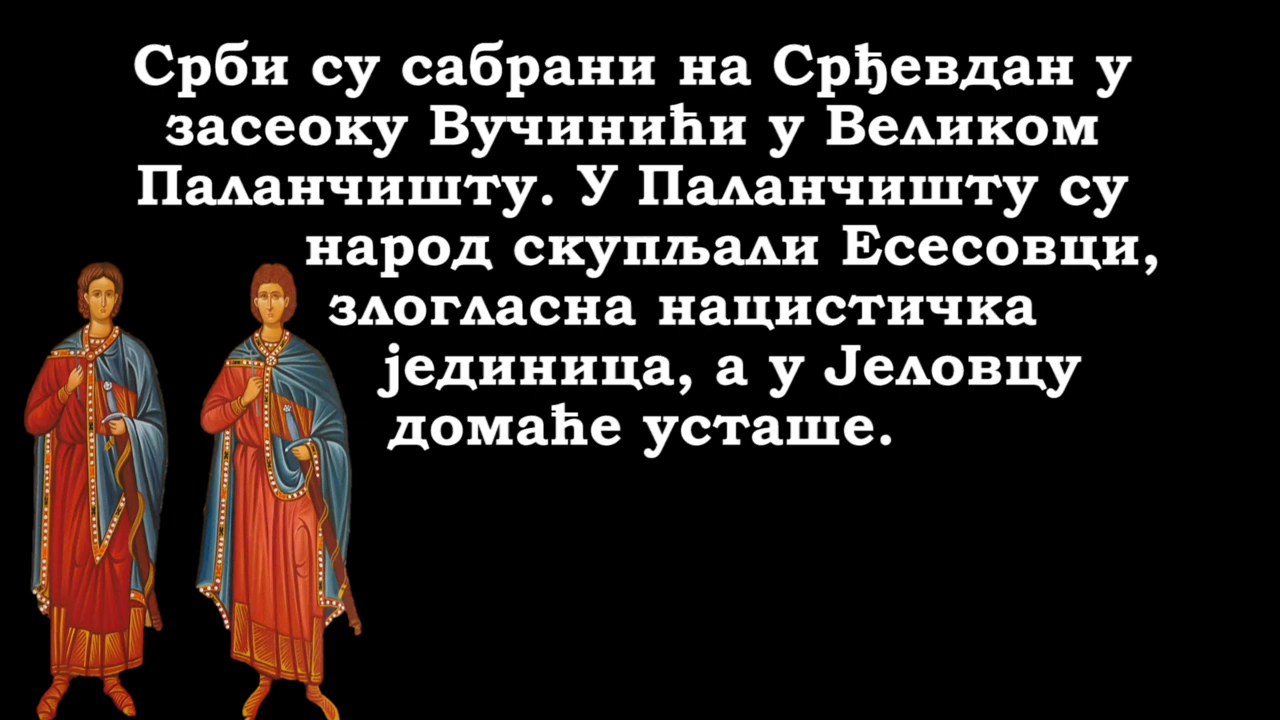 Срби су сабрани на Срђевдан у
засеоку Вучинићи у Великом
Паланчишту. У Паланчишту су
народ скупљали Есесовци,
злогласна нацистичка
јединица, а у Јеловцу
домаће усташе.